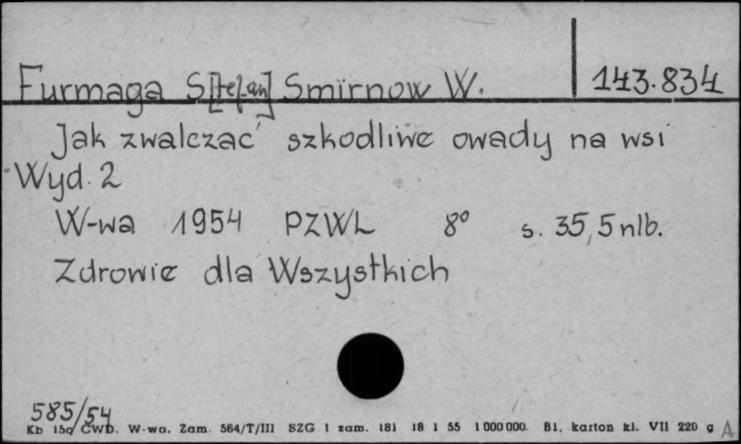 Furmaga S[tefan] Smirnow W. 143.834
Jak zwalczać szkodliwe owady na wsi
Wyd. 2
W-wa 1954 PZWL 8° s. 35, 5 nlb.
Zdrowie dla Wszystkich
585/54
Kb 15q CWD. W-wa. Zam. 564/T/III SZG 1 zam. 181 18 1 55 1 000 000. Bl. karton kl. VII 220 g A